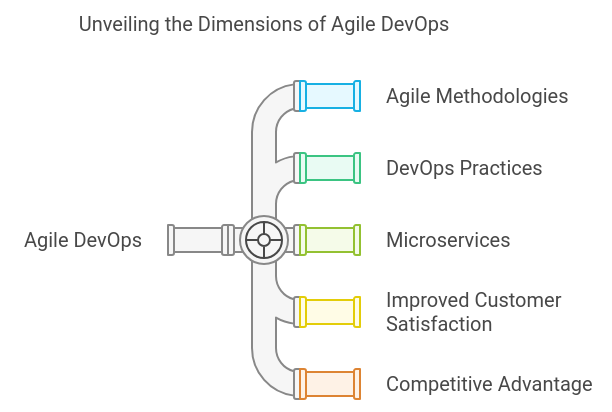 Unveiling the Dimensions of Agile DevOps
Agile Methodologies
DevOps Practices
Agile DevOps
Microservices
Improved Customer
Satisfaction
Competitive Advantage